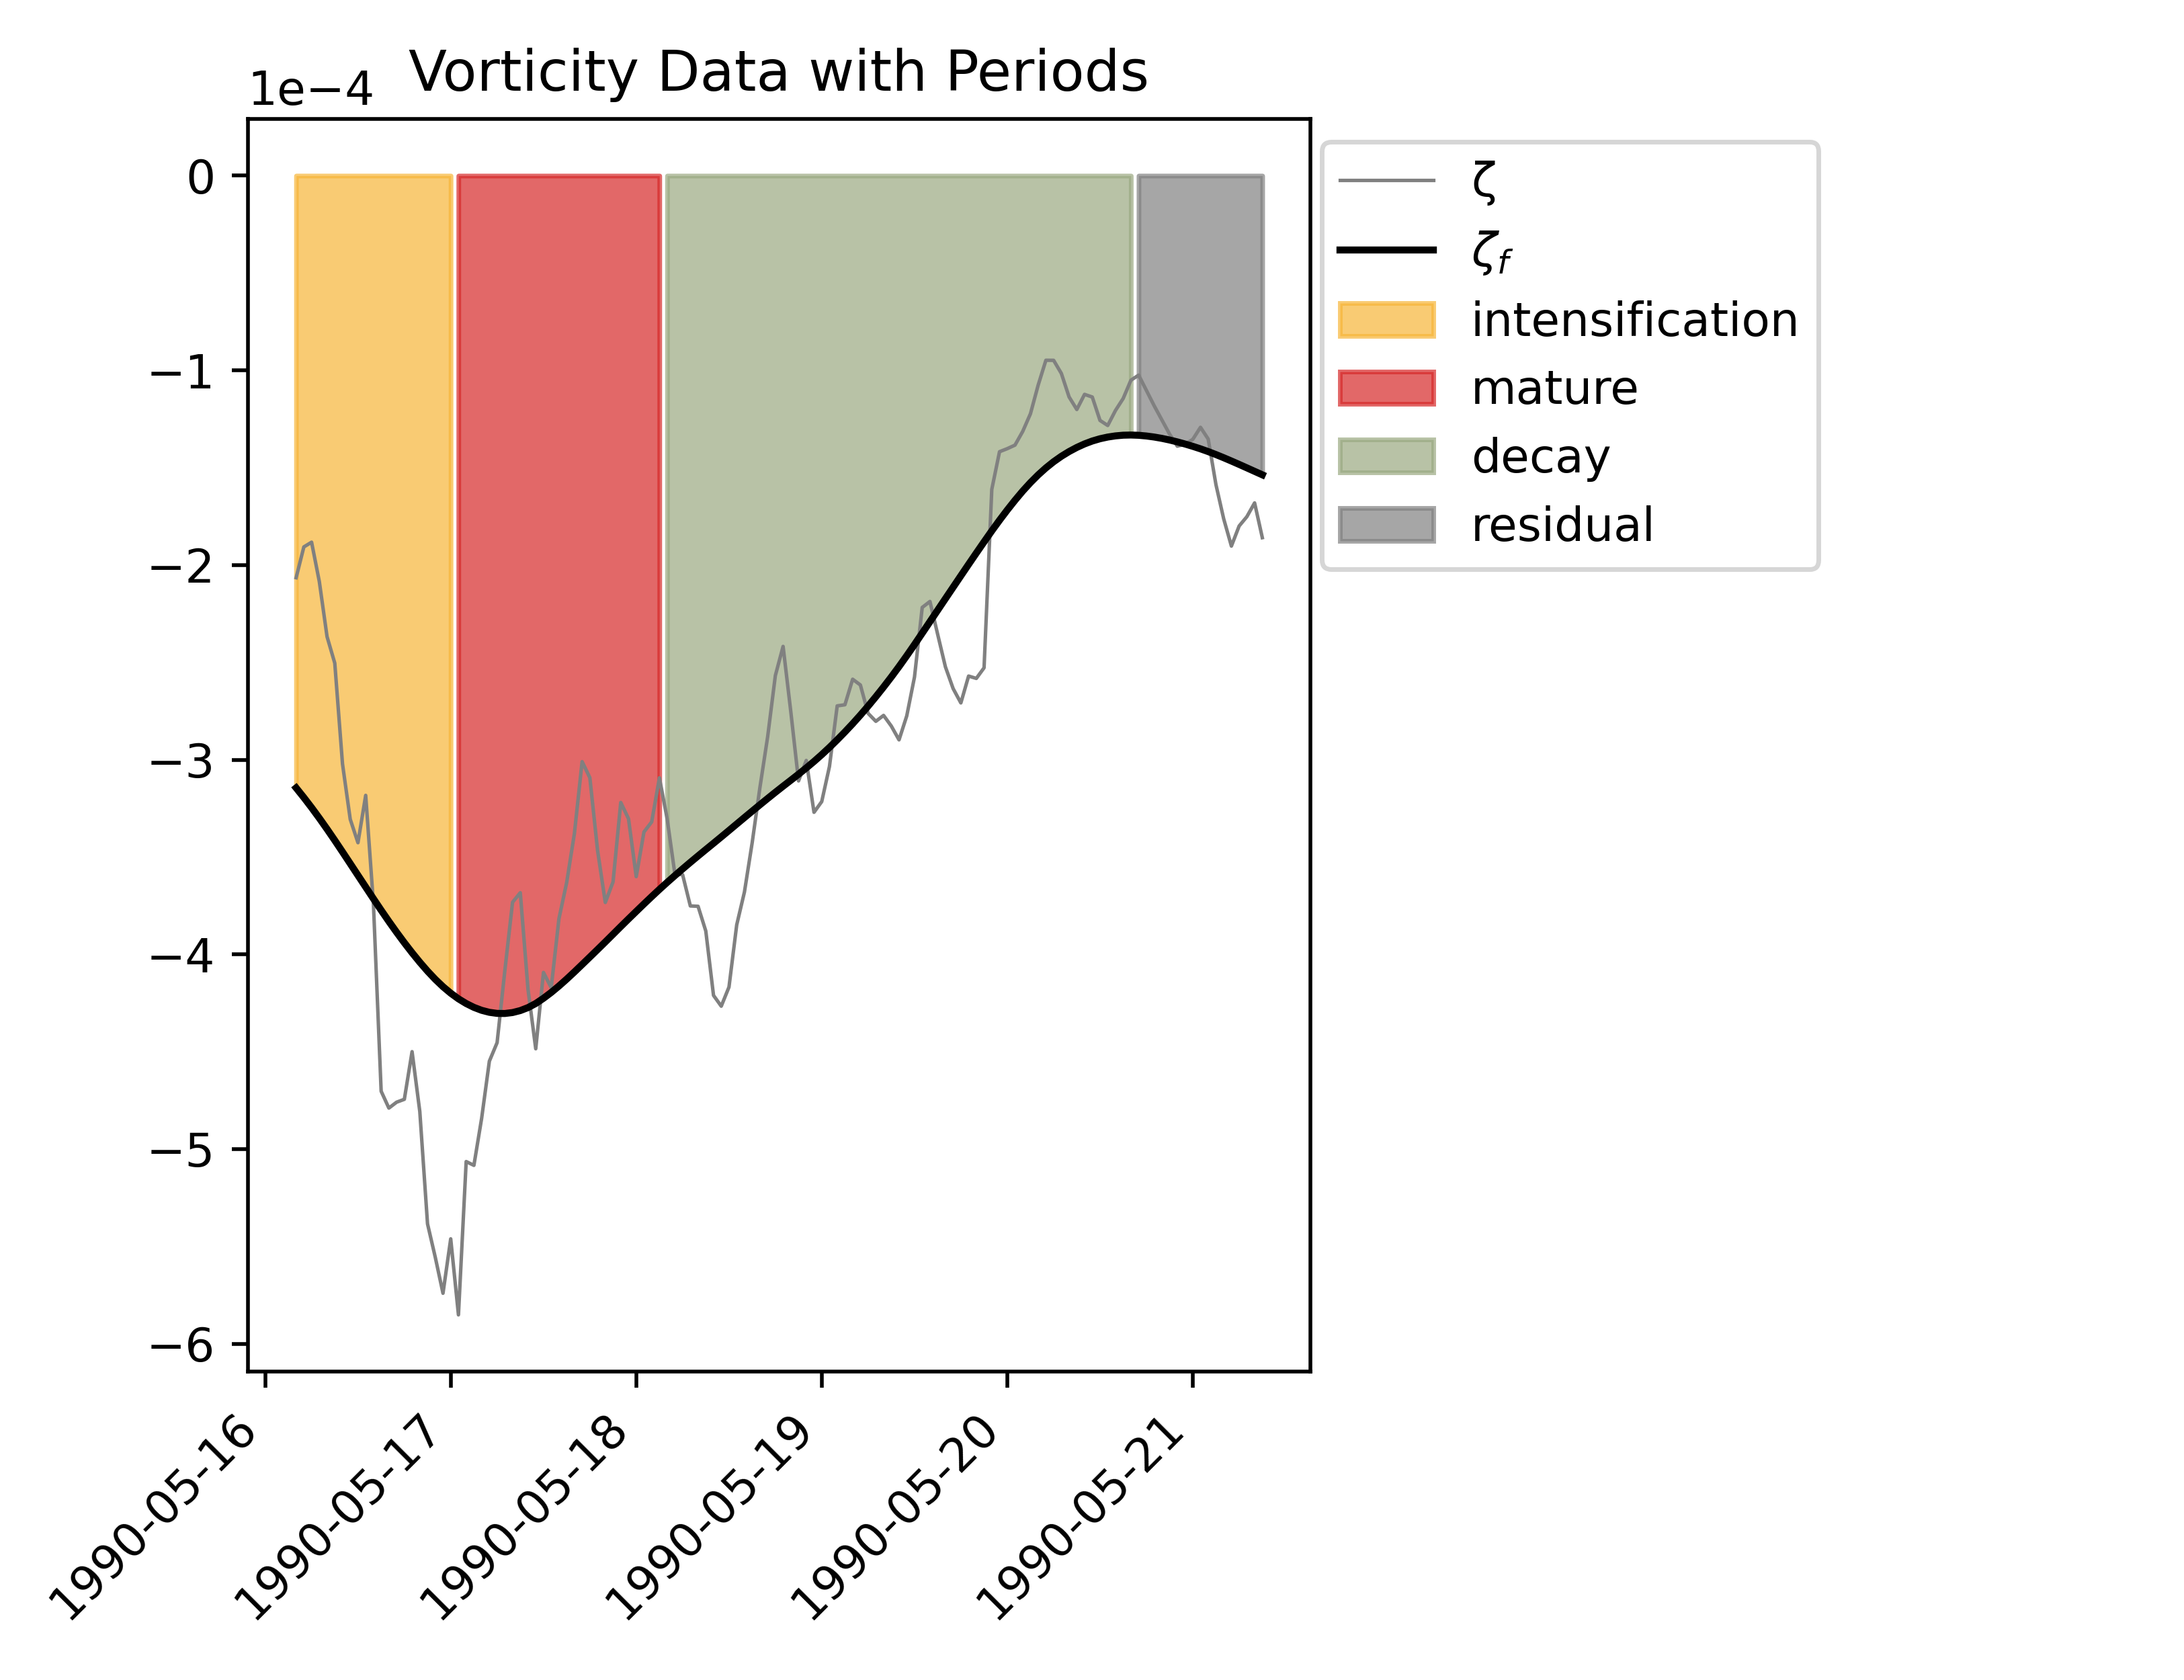 Vorticity Data with Periods
1e−4
0
−1
−2
−3
−4
−5
−6
1990-05-16
1990-05-17
1990-05-18
1990-05-19
1990-05-20
1990-05-21
ζ
ζf
intensification
mature
decay
residual